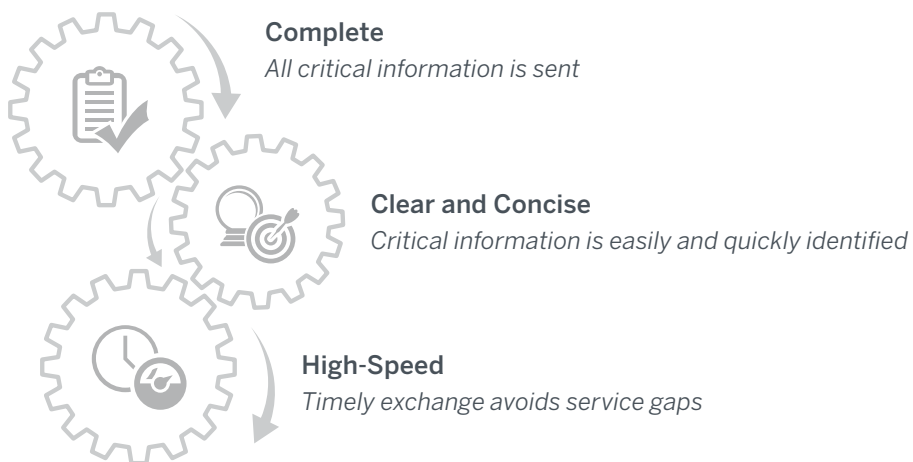 Complete
All critical information is sent
Clear and Concise
Critical information is easily and quickly identified
High-Speed
Timely exchange avoids service gaps